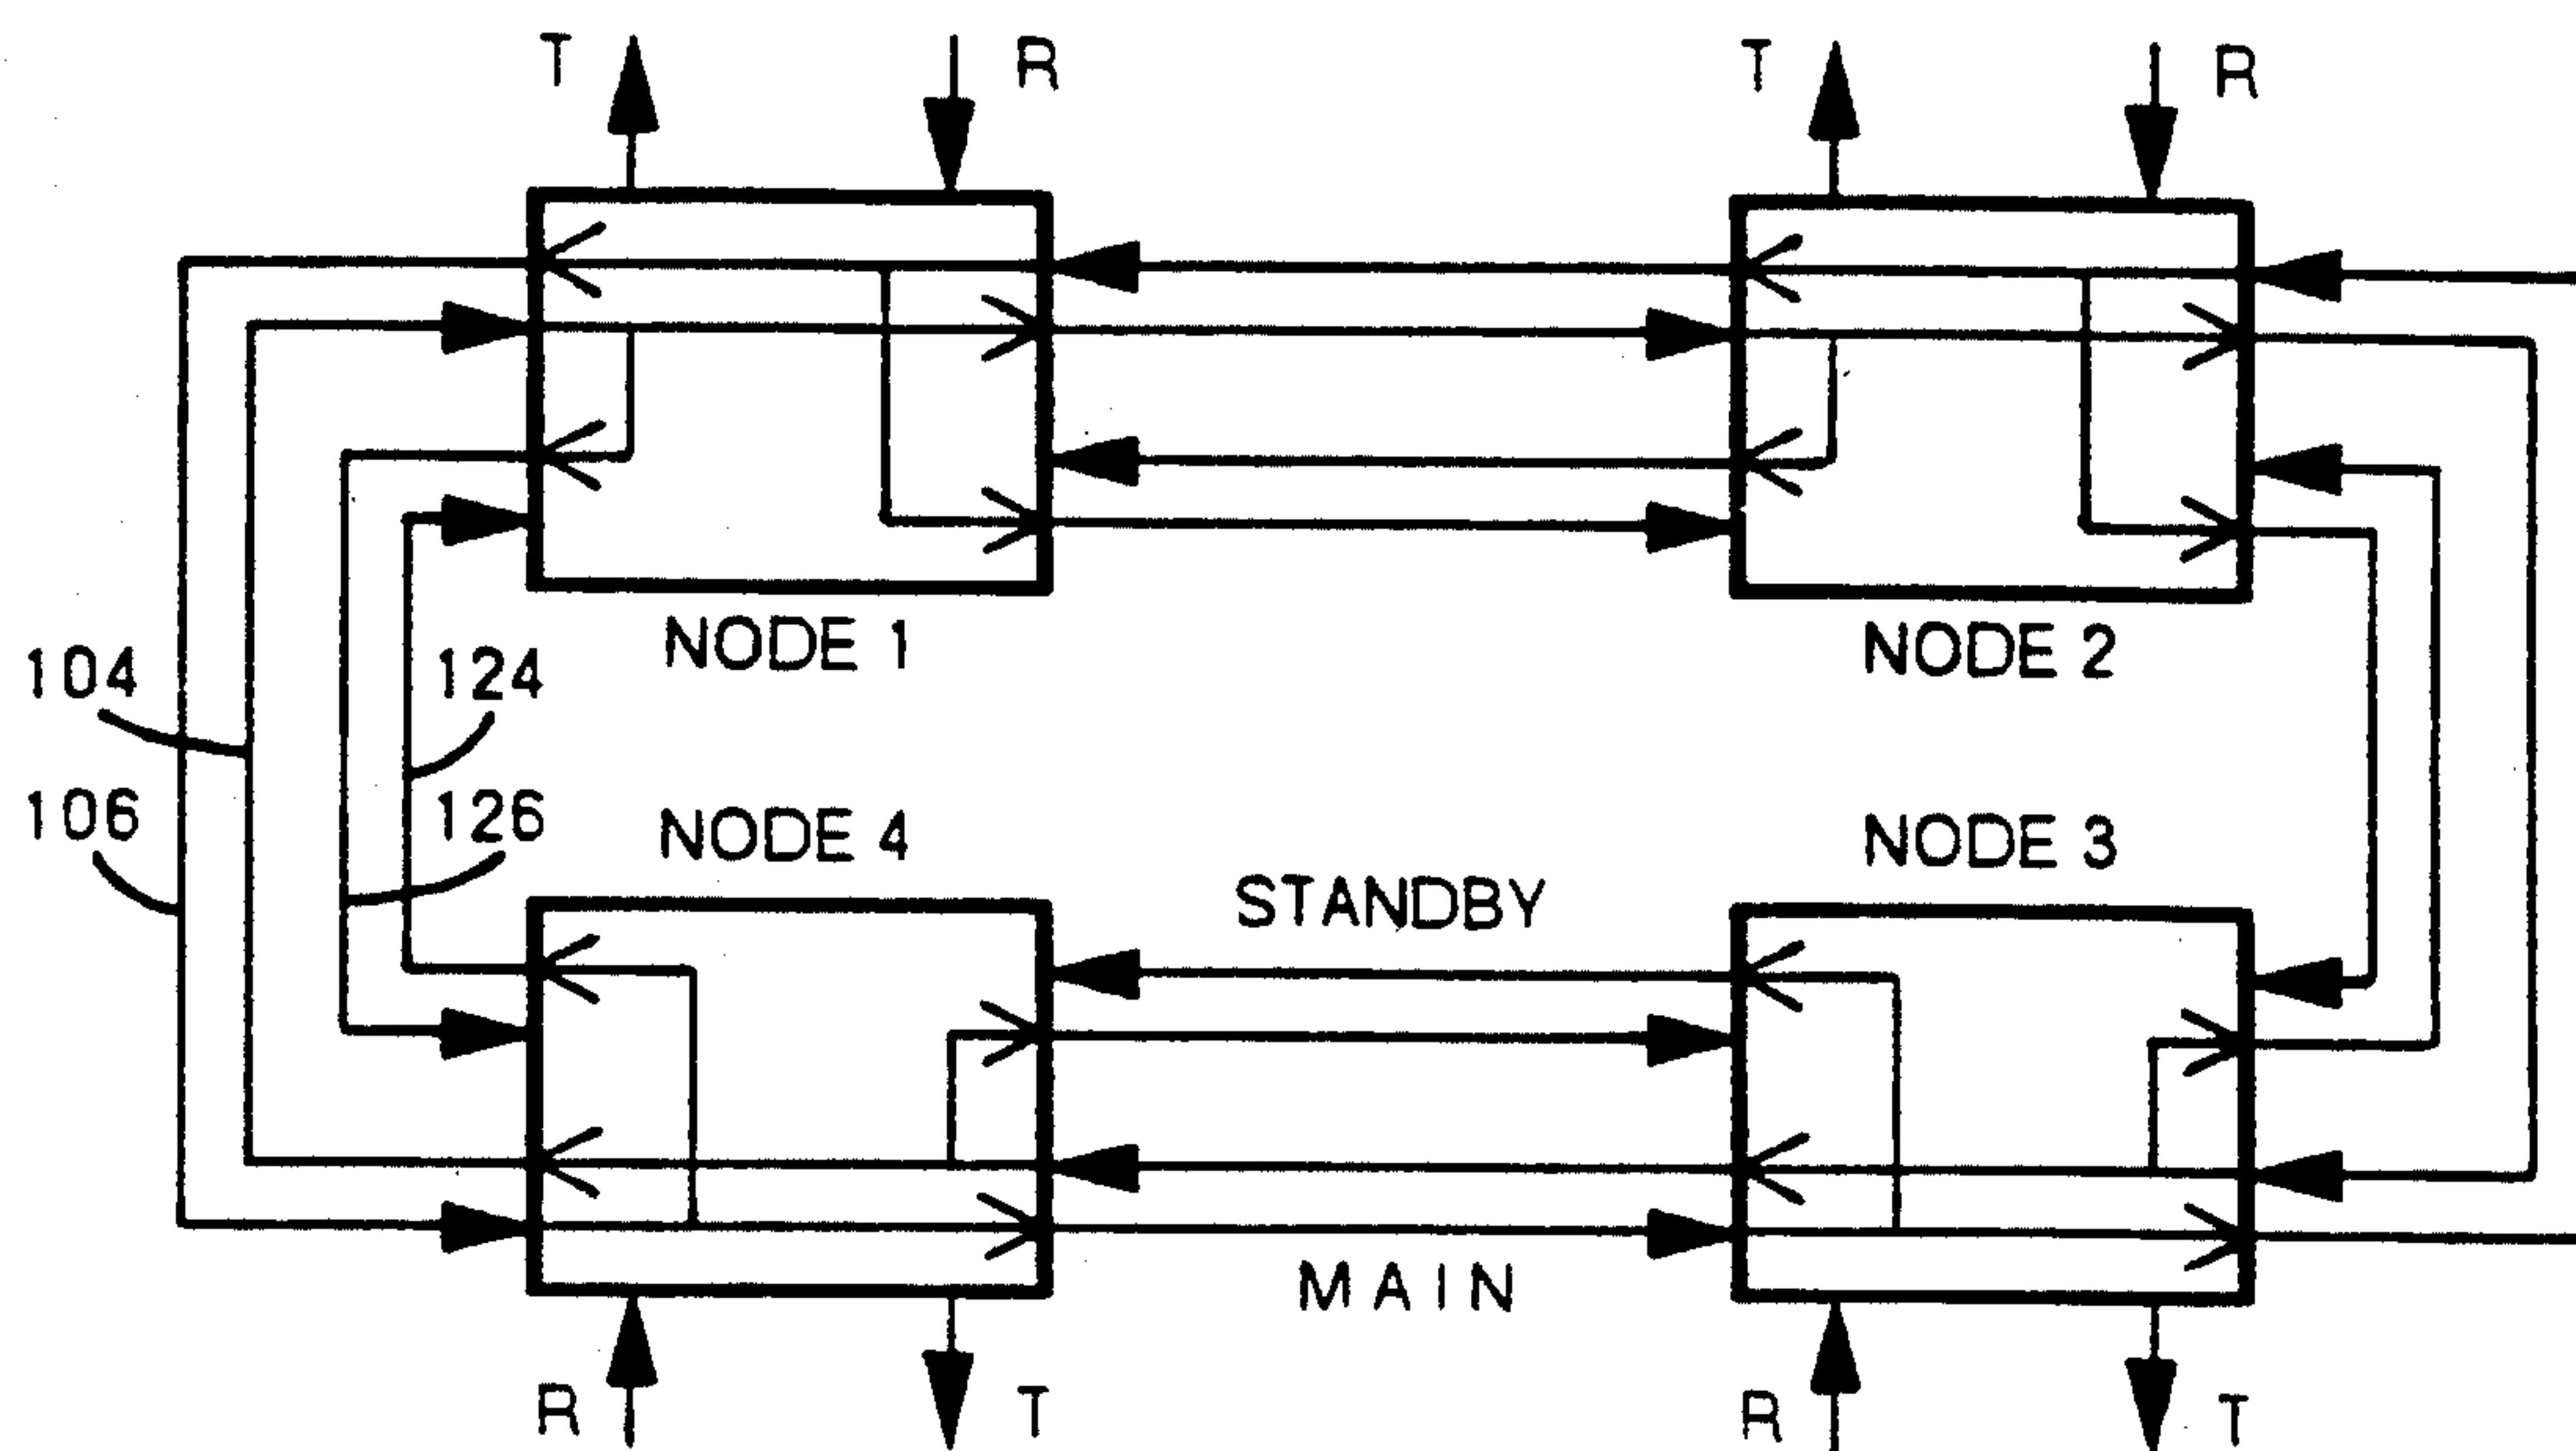 T R T R
NODE 1
NODE 2
104
124
106
126
NODE 4
NODE 3
STANDBY
MAIN
R T R T